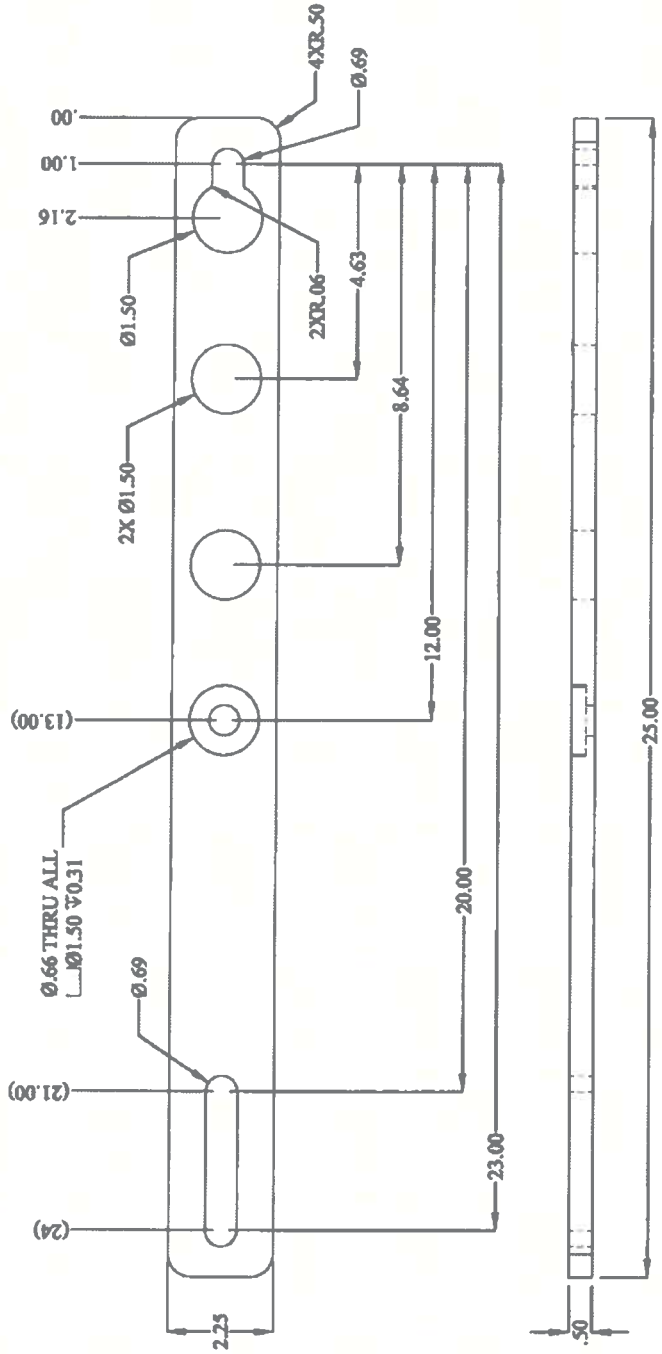 .00
1.00
2.16
(13.00)
(21.00)
(24)
4XR.50
Ø.69
Ø1.50
2XR.06
2X Ø1.50
Ø.66 THRU ALL
⌴Ø1.50 ↧0.31
Ø.69
4.63
8.64
12.00
20.00
23.00
2.25
25.00
.50